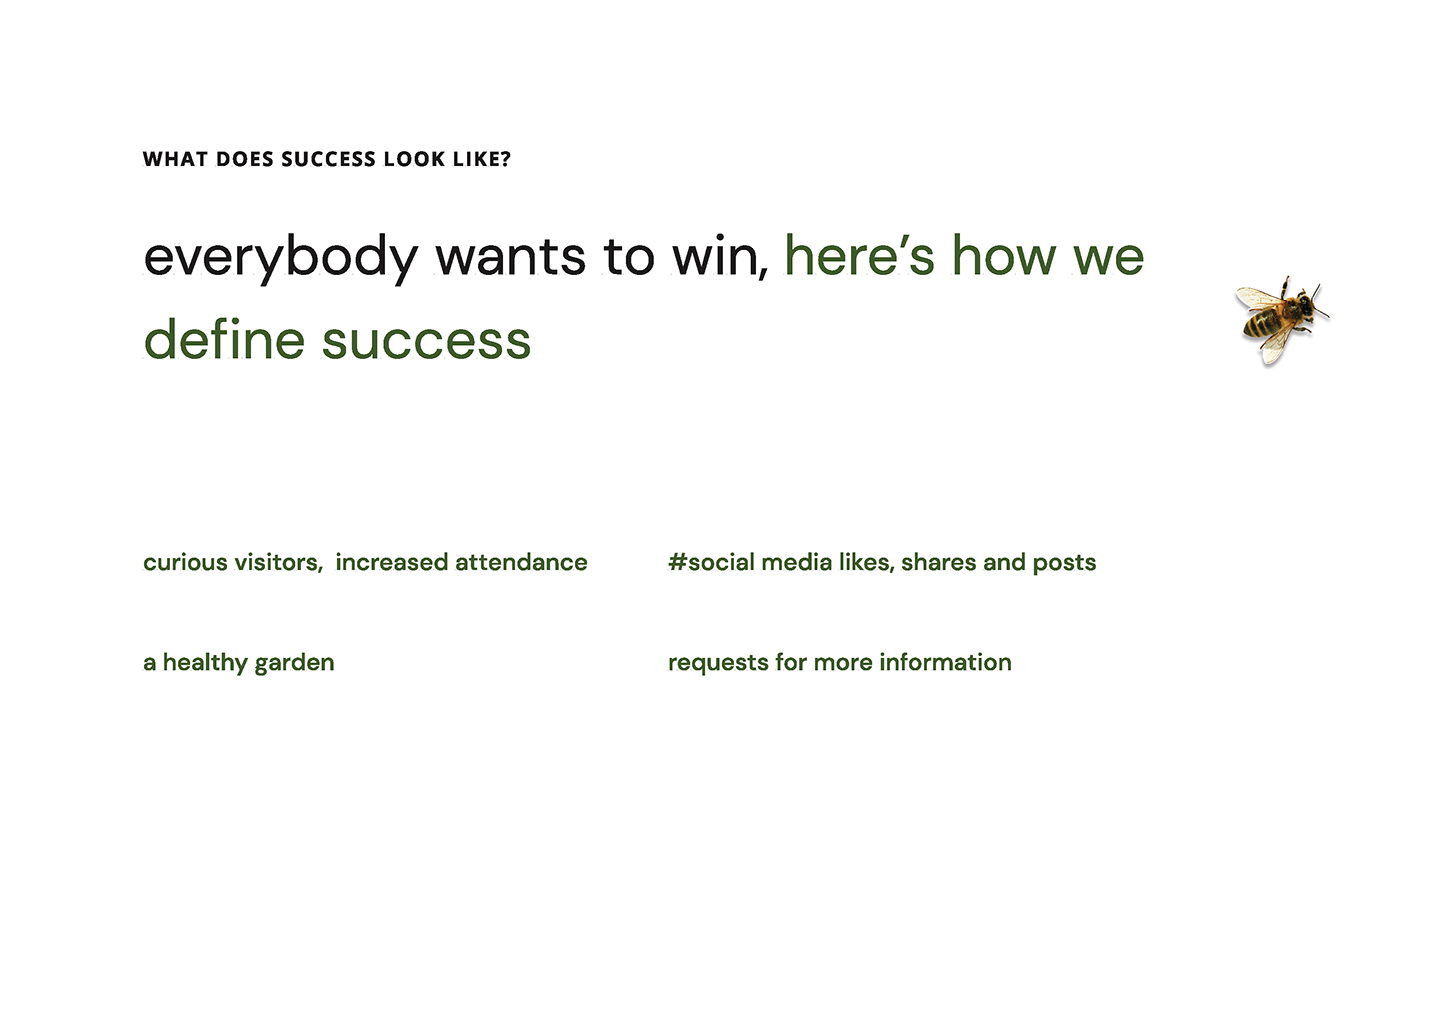 WHAT DOES SUCCESS LOOK LIKE?
everybody wants to win, here’s how we
define success
curious visitors,  increased attendance
#social media likes, shares and posts
a healthy garden
requests for more information